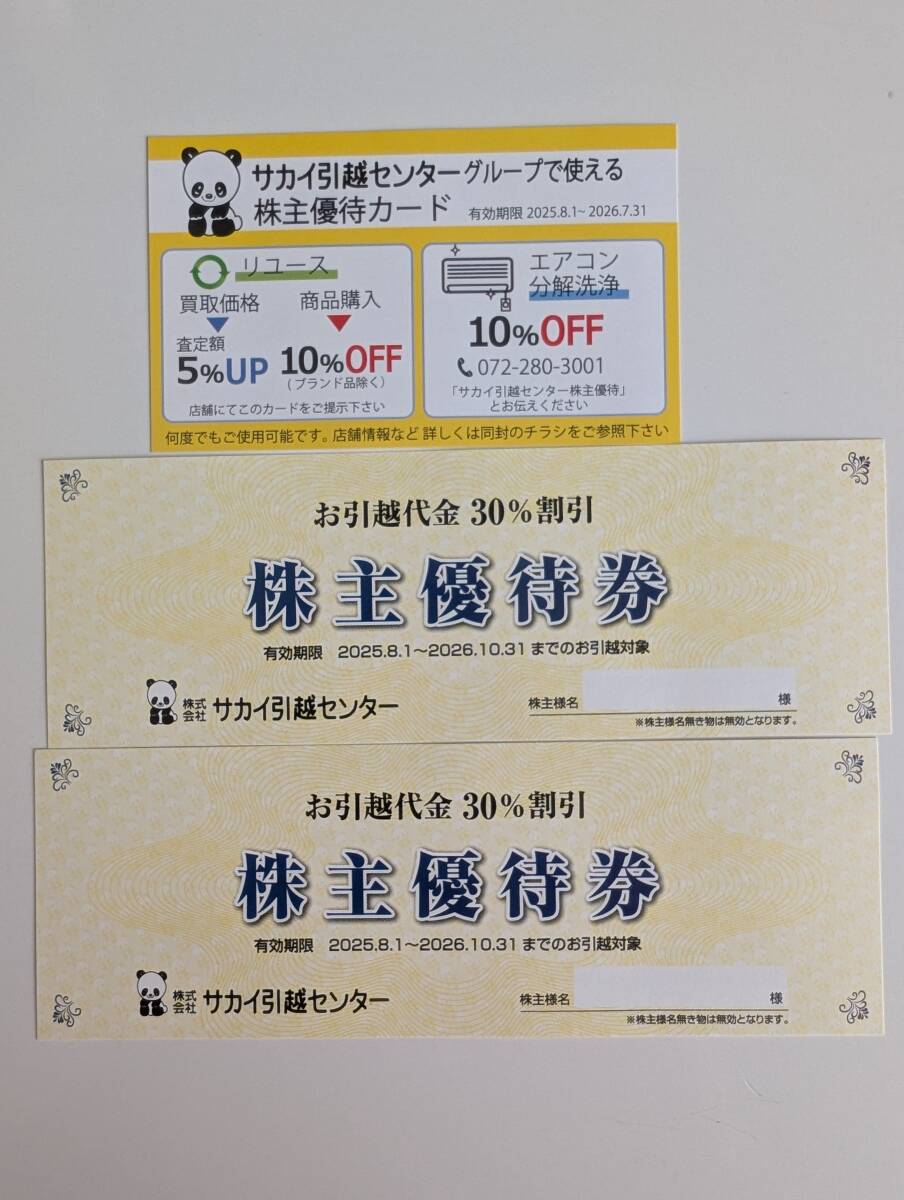 サカイ引越センターグループで使える
株主優待カード 有効期限 2025.8.1~2026.7.31
リユース
買取価格
査定額
5%UP
商品購入
10%OFF
(ブランド品除く)
店舗にてこのカードをご提示下さい
エアコン
分解洗浄
10%OFF
072-280-3001
「サカイ引越センター株主優待」
とお伝えください
何度でもご使用可能です。店舗情報など 詳しくは同封のチラシをご参照下さい
お引越代金 30%割引
株主優待券
有効期限 2025.8.1〜2026.10.31 までのお引越対象
株式会社 サカイ引越センター
株主様名 様
※株主様名無き物は無効となります。
お引越代金 30%割引
株主優待券
有効期限 2025.8.1〜2026.10.31 までのお引越対象
株式会社 サカイ引越センター
株主様名 様
※株主様名無き物は無効となります。